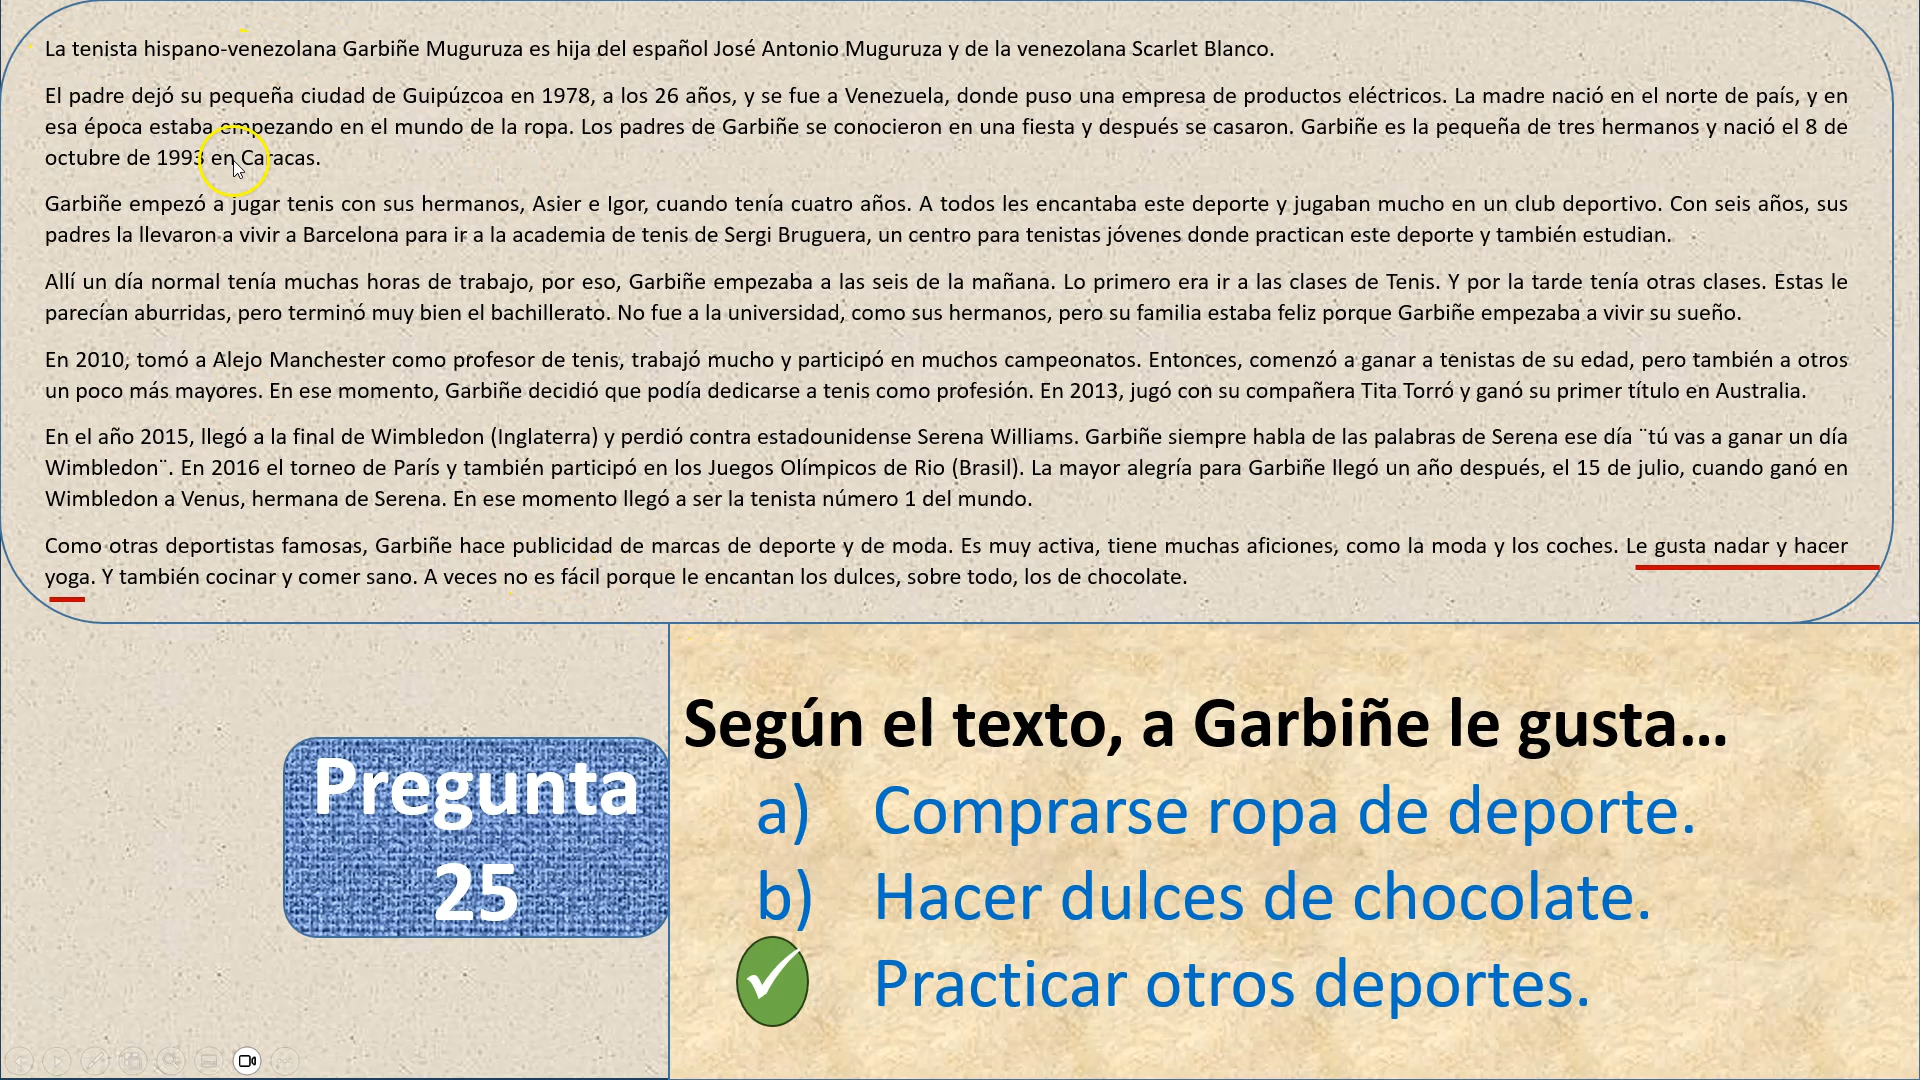 La tenista hispano-venezolana Garbiñe Muguruza es hija del español José Antonio Muguruza y de la venezolana Scarlet Blanco.
El padre dejó su pequeña ciudad de Guipúzcoa en 1978, a los 26 años, y se fue a Venezuela, donde puso una empresa de productos eléctricos. La madre nació en el norte de país, y en
esa época estaba empezando en el mundo de la ropa. Los padres de Garbiñe se conocieron en una fiesta y después se casaron. Garbiñe es la pequeña de tres hermanos y nació el 8 de
octubre de 1993 en Caracas.
Garbiñe empezó a jugar tenis con sus hermanos, Asier e Igor, cuando tenía cuatro años. A todos les encantaba este deporte y jugaban mucho en un club deportivo. Con seis años, sus
padres la llevaron a vivir a Barcelona para ir a la academia de tenis de Sergi Bruguera, un centro para tenistas jóvenes donde practican este deporte y también estudian.
Allí un día normal tenía muchas horas de trabajo, por eso, Garbiñe empezaba a las seis de la mañana. Lo primero era ir a las clases de Tenis. Y por la tarde tenía otras clases. Estas le
parecían aburridas, pero terminó muy bien el bachillerato. No fue a la universidad, como sus hermanos, pero su familia estaba feliz porque Garbiñe empezaba a vivir su sueño.
En 2010, tomó a Alejo Manchester como profesor de tenis, trabajó mucho y participó en muchos campeonatos. Entonces, comenzó a ganar a tenistas de su edad, pero también a otros
un poco más mayores. En ese momento, Garbiñe decidió que podía dedicarse a tenis como profesión. En 2013, jugó con su compañera Tita Torró y ganó su primer título en Australia.
En el año 2015, llegó a la final de Wimbledon (Inglaterra) y perdió contra estadounidense Serena Williams. Garbiñe siempre habla de las palabras de Serena ese día ¨tú vas a ganar un día
Wimbledon¨. En 2016 el torneo de París y también participó en los Juegos Olímpicos de Rio (Brasil). La mayor alegría para Garbiñe llegó un año después, el 15 de julio, cuando ganó en
Wimbledon a Venus, hermana de Serena. En ese momento llegó a ser la tenista número 1 del mundo.
Como otras deportistas famosas, Garbiñe hace publicidad de marcas de deporte y de moda. Es muy activa, tiene muchas aficiones, como la moda y los coches. Le gusta nadar y hacer
yoga. Y también cocinar y comer sano. A veces no es fácil porque le encantan los dulces, sobre todo, los de chocolate.
Pregunta
25
Según el texto, a Garbiñe le gusta…
a) Comprarse ropa de deporte.
b) Hacer dulces de chocolate.
Practicar otros deportes.